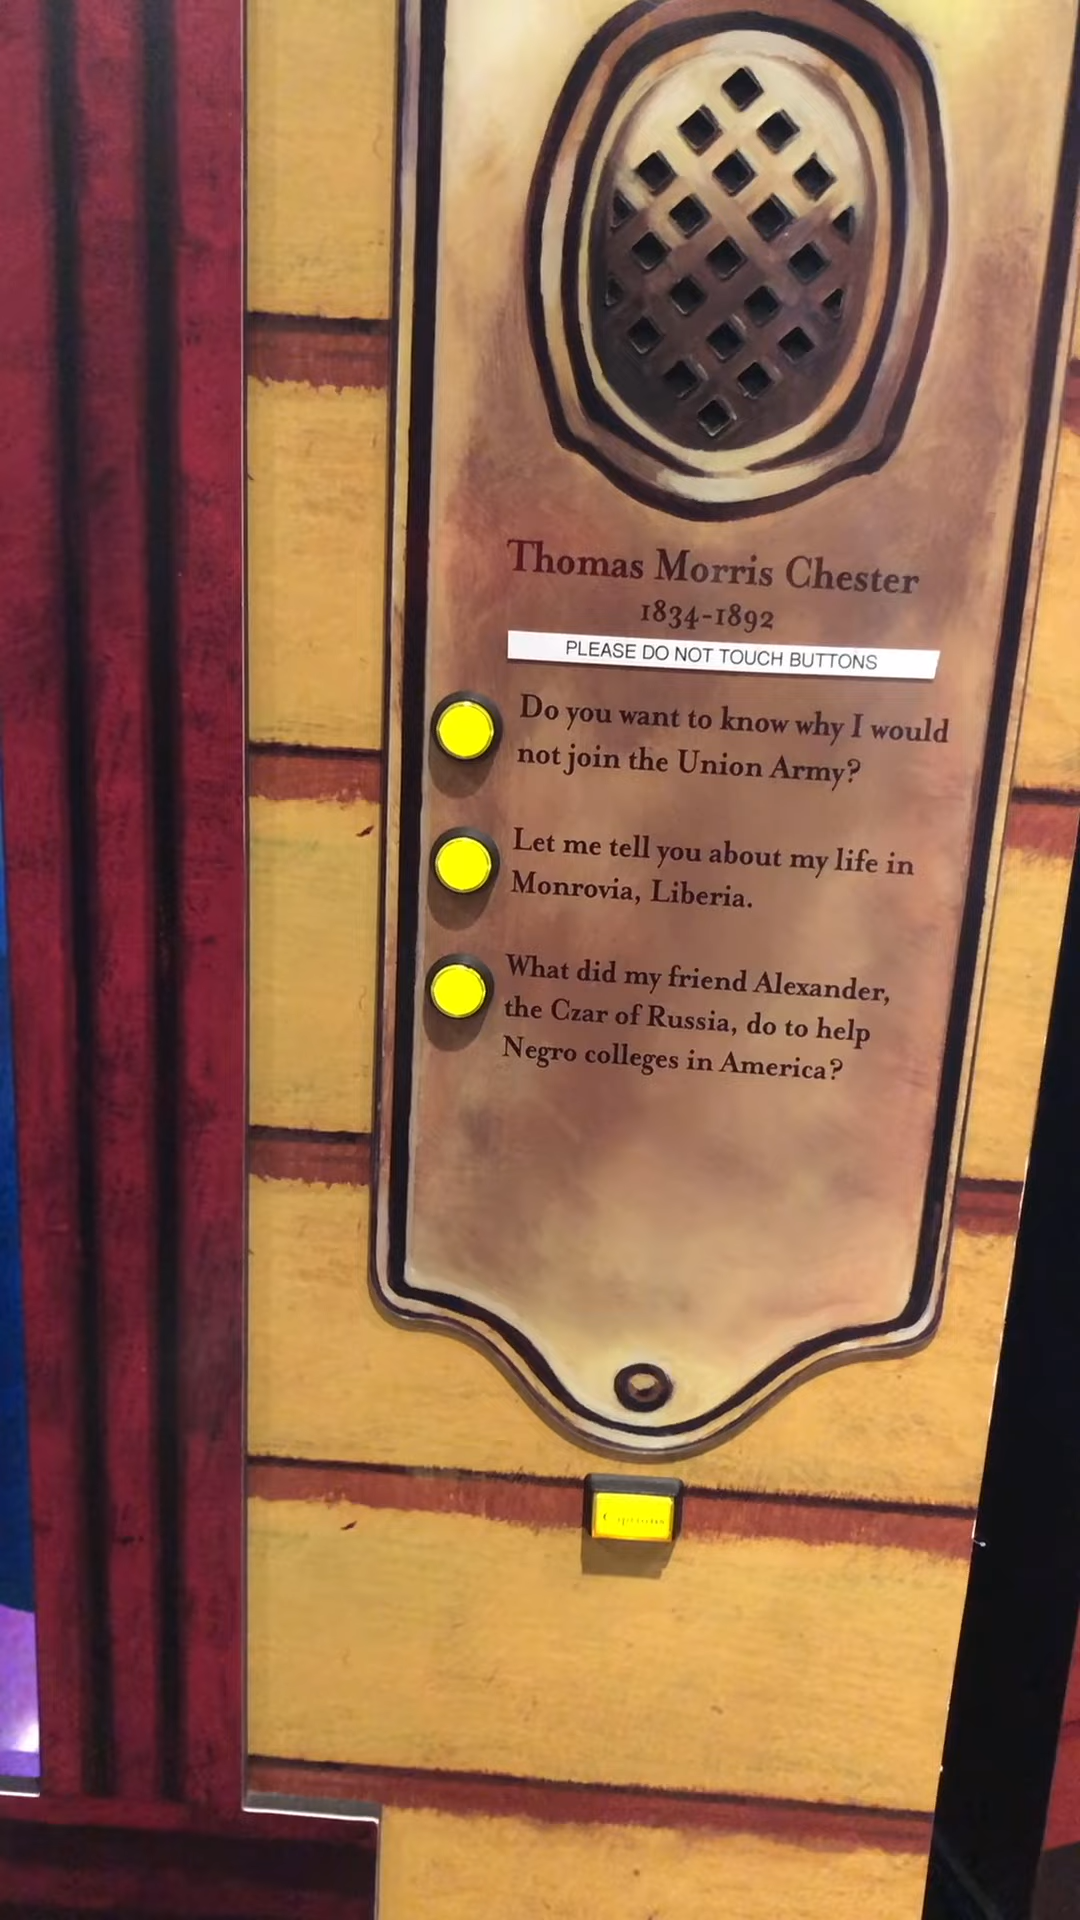 Thomas Morris Chester
1834-1892
PLEASE DO NOT TOUCH BUTTONS
Do you want to know why I would
not join the Union Army?
Let me tell you about my life in
Monrovia, Liberia.
What did my friend Alexander,
the Czar of Russia, do to help
Negro colleges in America?
Captions